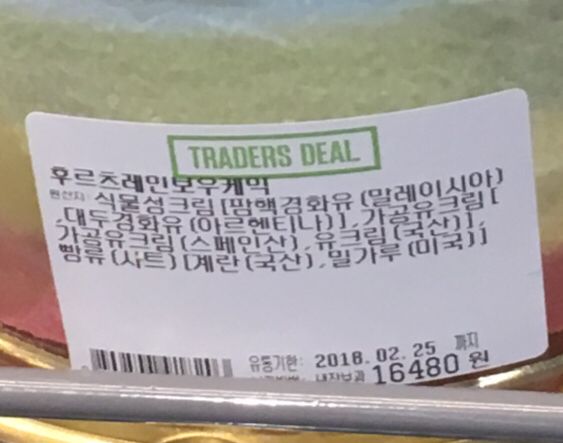 TRADERS DEAL
후르츠레인보우케익
원산지: 식물성크림[팜핵경화유(말레이시아)
,대두경화유(아르헨티나)],가공유크림[
가공유크림(스페인산),유크림(국산)],
빵류(시트)[계란(국산),밀가루(미국)]
유통기한: 2018.02.25 까지
16480 원